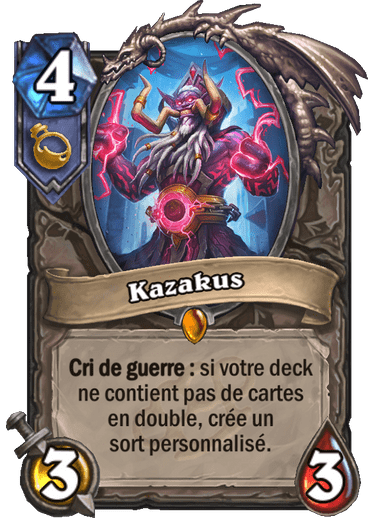 4
Kazakus
Cri de guerre : si votre deck
ne contient pas de cartes
en double, crée un
sort personnalisé.
3
3